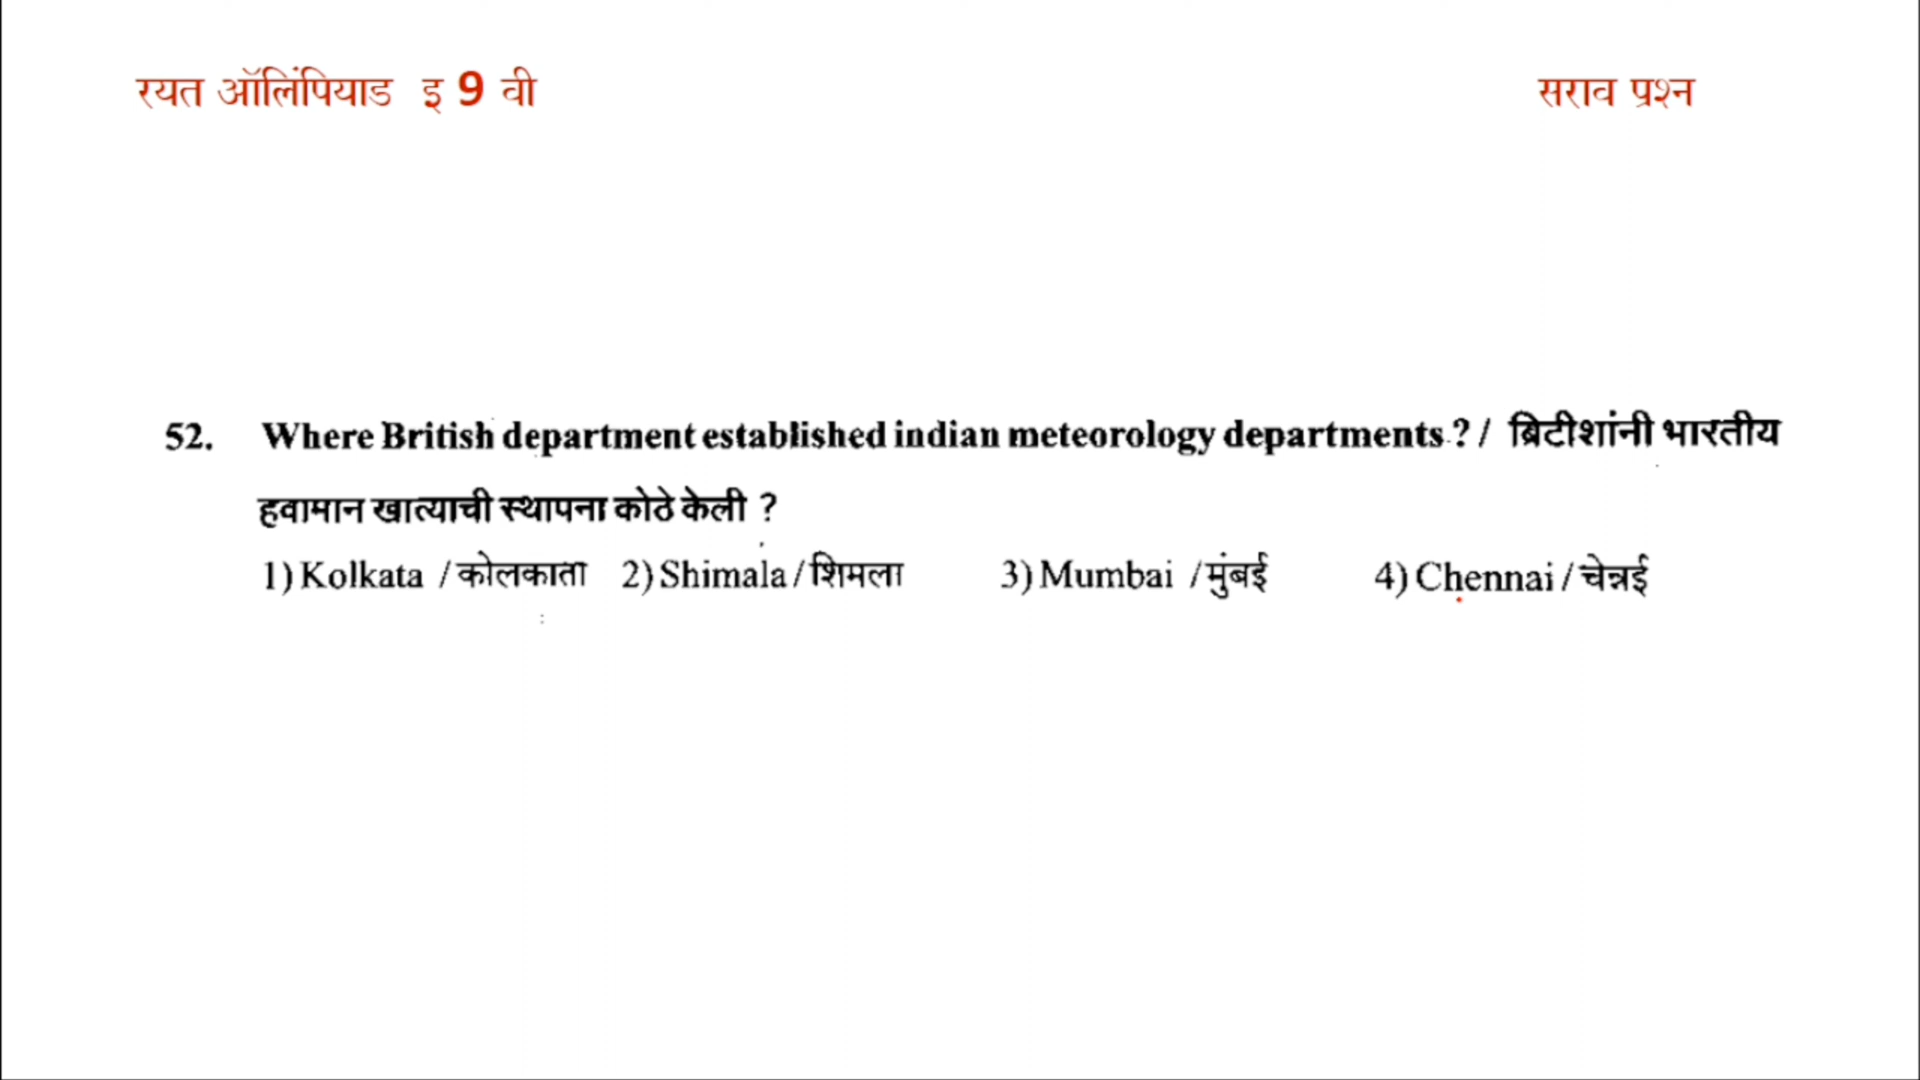 रयत ऑलिंपियाड इ 9 वी
सराव प्रश्न
52. Where British department established indian meteorology departments ? / ब्रिटीशांनी भारतीय
हवामान खात्याची स्थापना कोठे केली ?
1) Kolkata / कोलकाता 2) Shimala / शिमला 3) Mumbai / मुंबई 4) Chennai / चेन्नई